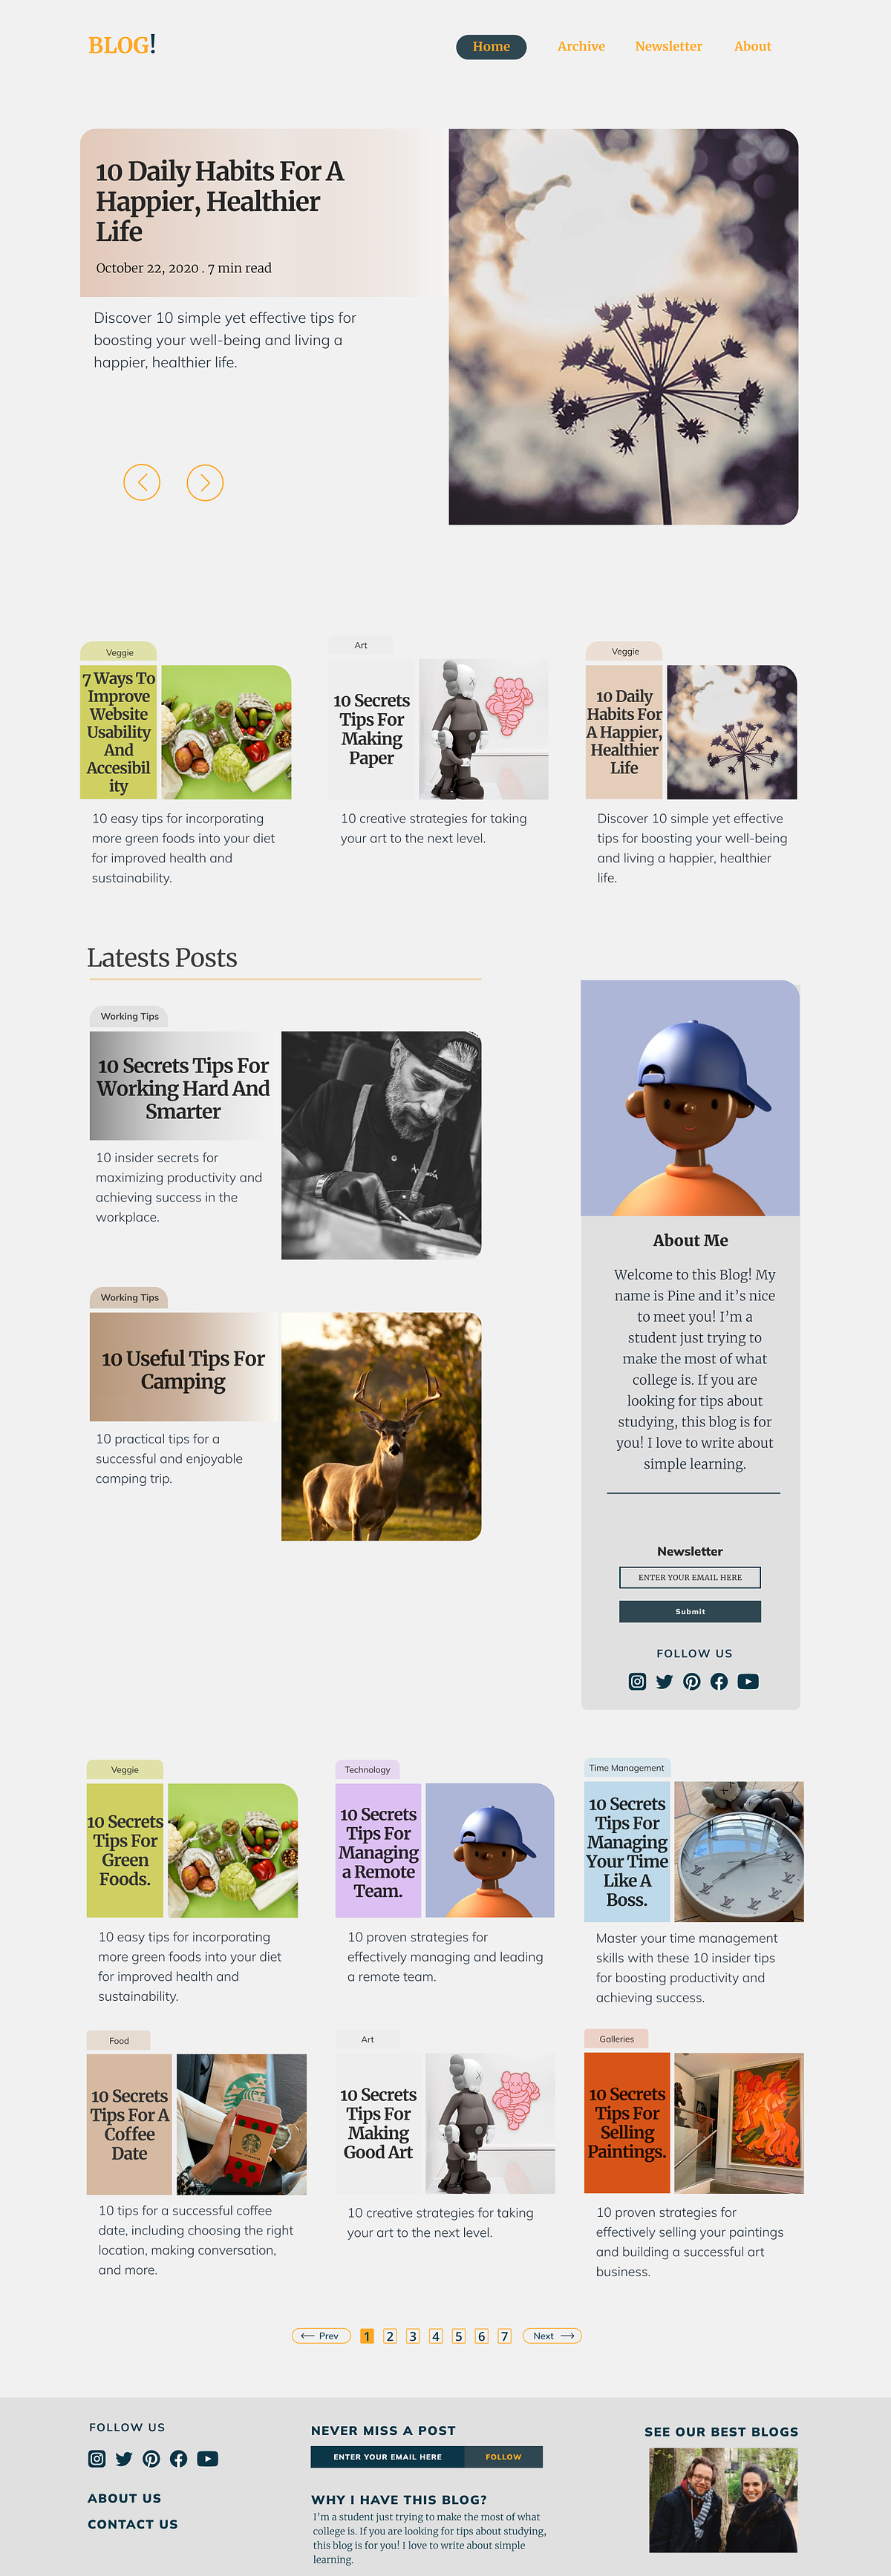 BLOG!
Home
Archive
Newsletter
About
10 Daily Habits For A
Happier, Healthier
Life
October 22, 2020 . 7 min read
Discover 10 simple yet effective tips for
boosting your well-being and living a
happier, healthier life.
Veggie
7 Ways To
Improve
Website
Usability
And
Accesibil
ity
10 easy tips for incorporating
more green foods into your diet
for improved health and
sustainability.
Art
10 Secrets
Tips For
Making
Paper
10 creative strategies for taking
your art to the next level.
Veggie
10 Daily
Habits For
A Happier,
Healthier
Life
Discover 10 simple yet effective
tips for boosting your well-being
and living a happier, healthier
life.
Latests Posts
Working Tips
10 Secrets Tips For
Working Hard And
Smarter
10 insider secrets for
maximizing productivity and
achieving success in the
workplace.
Working Tips
10 Useful Tips For
Camping
10 practical tips for a
successful and enjoyable
camping trip.
About Me
Welcome to this Blog! My
name is Pine and it's nice
to meet you! I'm a
student just trying to
make the most of what
college is. If you are
looking for tips about
studying, this blog is for
you! I love to write about
simple learning.
Newsletter
ENTER YOUR EMAIL HERE
Submit
FOLLOW US
Veggie
10 Secrets
Tips For
Green
Foods.
10 easy tips for incorporating
more green foods into your diet
for improved health and
sustainability.
Technology
10 Secrets
Tips For
Managing
a Remote
Team.
10 proven strategies for
effectively managing and leading
a remote team.
Time Management
10 Secrets
Tips For
Managing
Your Time
Like A
Boss.
Master your time management
skills with these 10 insider tips
for boosting productivity and
achieving success.
Food
10 Secrets
Tips For A
Coffee
Date
10 tips for a successful coffee
date, including choosing the right
location, making conversation,
and more.
Art
10 Secrets
Tips For
Making
Good Art
10 creative strategies for taking
your art to the next level.
Galleries
10 Secrets
Tips For
Selling
Paintings.
10 proven strategies for
effectively selling your paintings
and building a successful art
business.
Prev 1 2 3 4 5 6 7 Next
FOLLOW US
ABOUT US
CONTACT US
NEVER MISS A POST
ENTER YOUR EMAIL HERE
FOLLOW
WHY I HAVE THIS BLOG?
I'm a student just trying to make the most of what
college is. If you are looking for tips about studying,
this blog is for you! I love to write about simple
learning.
SEE OUR BEST BLOGS